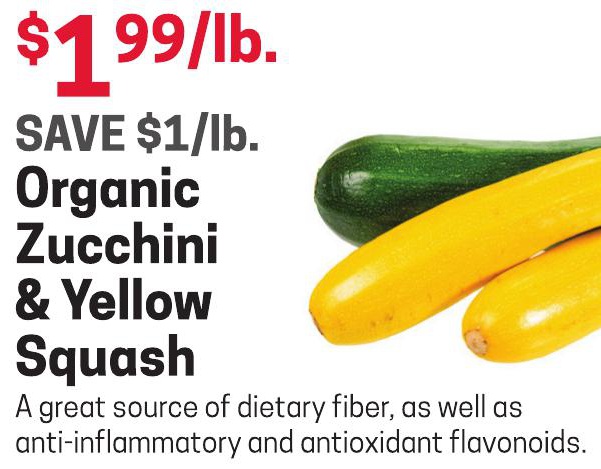 $1 99/lb.
SAVE $1/lb.
Organic
Zucchini
& Yellow
Squash
A great source of dietary fiber, as well as
anti-inflammatory and antioxidant flavonoids.